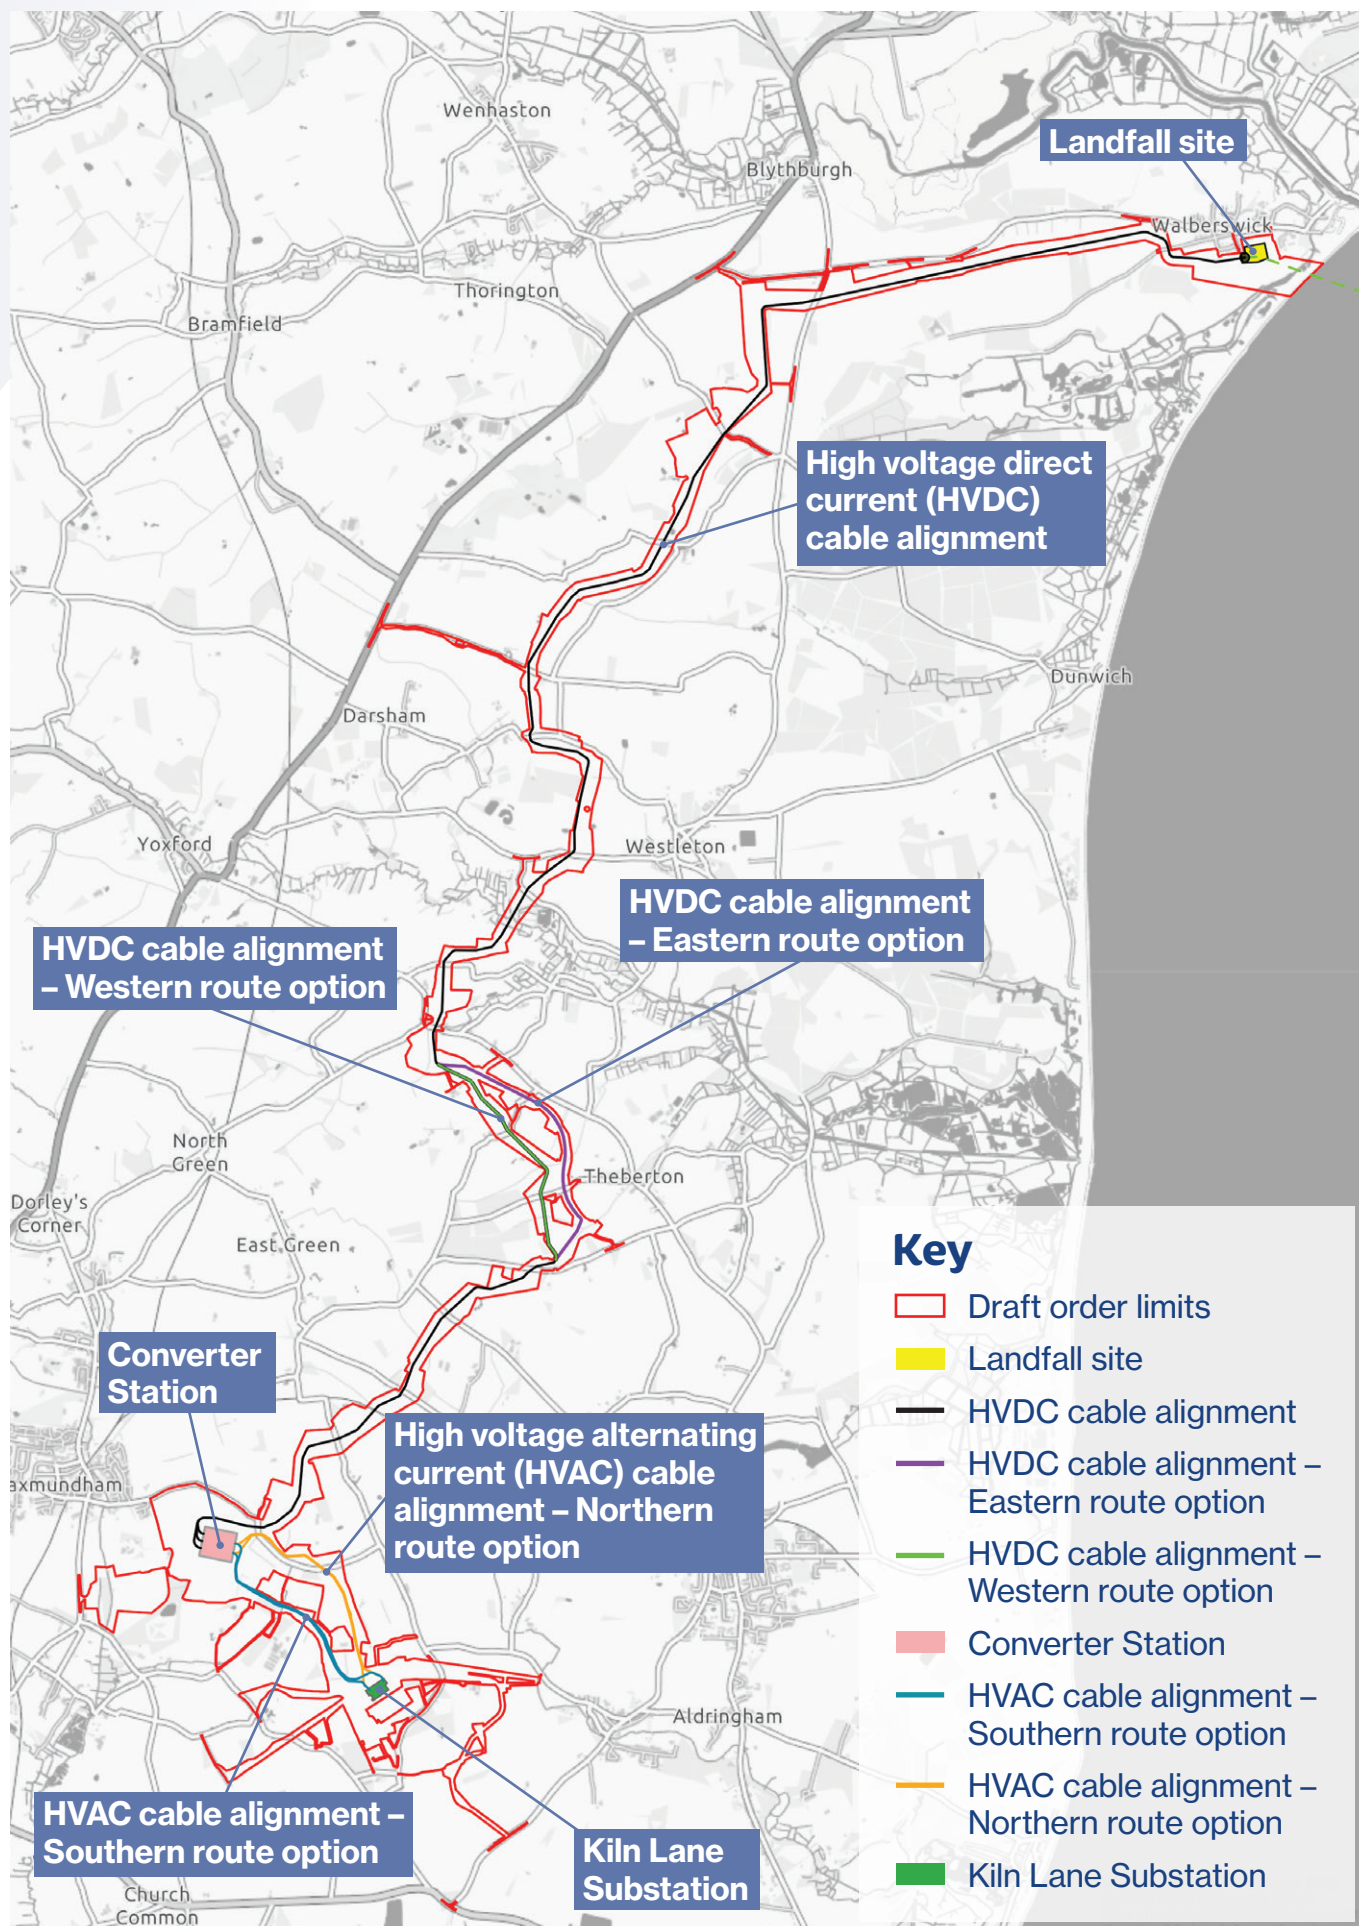 Wenhaston
Landfall site
Blythburgh
Walberswick
Thorington
Bramfield
High voltage direct
current (HVDC)
cable alignment
Dunwich
Darsham
Yoxford
Westleton
HVDC cable alignment
– Eastern route option
HVDC cable alignment
– Western route option
North
Green
Theberton
Dorley's
Corner
East Green
Key
Draft order limits
Landfall site
HVDC cable alignment
HVDC cable alignment –
Eastern route option
HVDC cable alignment –
Western route option
Converter Station
HVAC cable alignment –
Southern route option
HVAC cable alignment –
Northern route option
Kiln Lane Substation
Converter
Station
High voltage alternating
current (HVAC) cable
alignment – Northern
route option
axmundham
Aldringham
HVAC cable alignment –
Southern route option
Kiln Lane
Substation
Church
Common